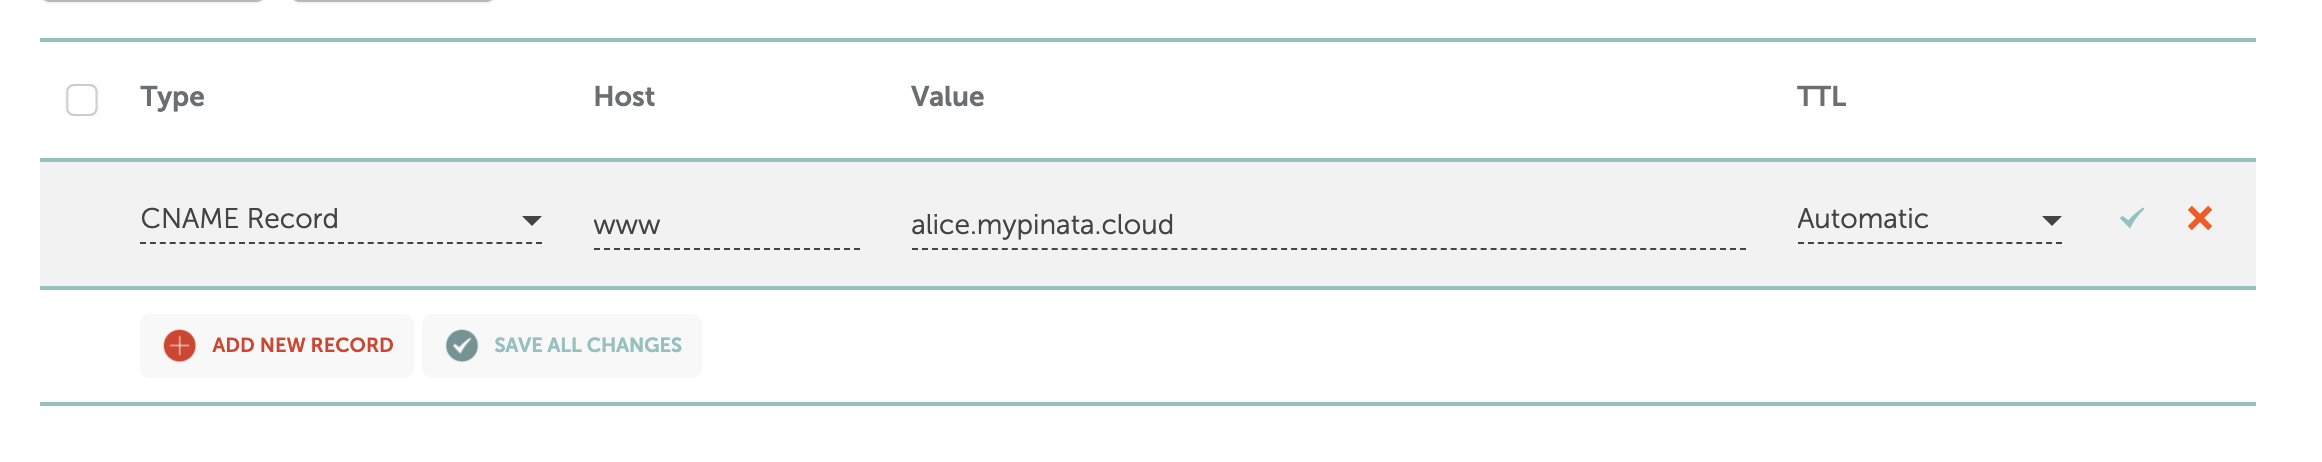 Type Host Value TTL
CNAME Record www alice.mypinata.cloud Automatic
ADD NEW RECORD SAVE ALL CHANGES